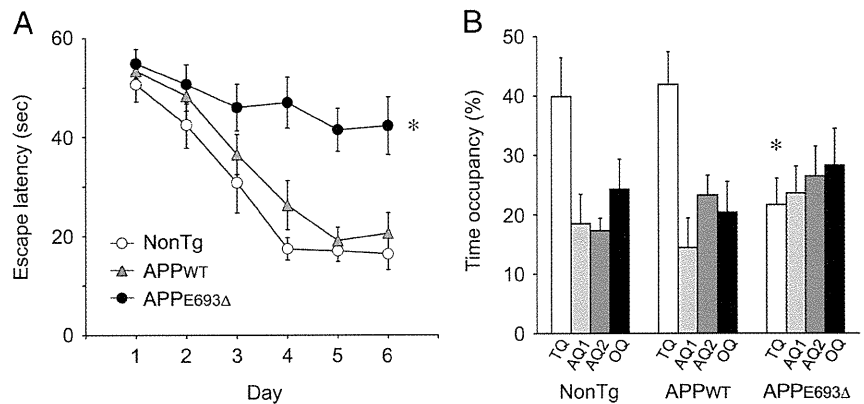 A
Escape latency (sec)
60
40
20
0
NonTg
APPWT
APPE693Δ
*
1 2 3 4 5 6
Day
B
Time occupancy (%)
50
40
30
20
10
0
*
TQ AQ1 AQ2 OQ TQ AQ1 AQ2 OQ TQ AQ1 AQ2 OQ
NonTg APPWT APPE693Δ